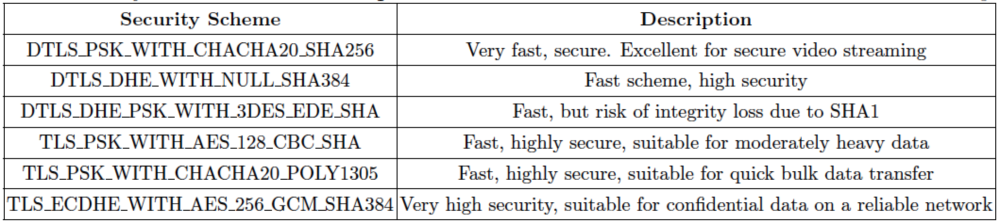 Security Scheme Description
DTLS_PSK_WITH_CHACHA20_SHA256 Very fast, secure. Excellent for secure video streaming
DTLS_DHE_WITH_NULL_SHA384 Fast scheme, high security
DTLS_DHE_PSK_WITH_3DES_EDE_SHA Fast, but risk of integrity loss due to SHA1
TLS_PSK_WITH_AES_128_CBC_SHA Fast, highly secure, suitable for moderately heavy data
TLS_PSK_WITH_CHACHA20_POLY1305 Fast, highly secure, suitable for quick bulk data transfer
TLS_ECDHE_WITH_AES_256_GCM_SHA384 Very high security, suitable for confidential data on a reliable network